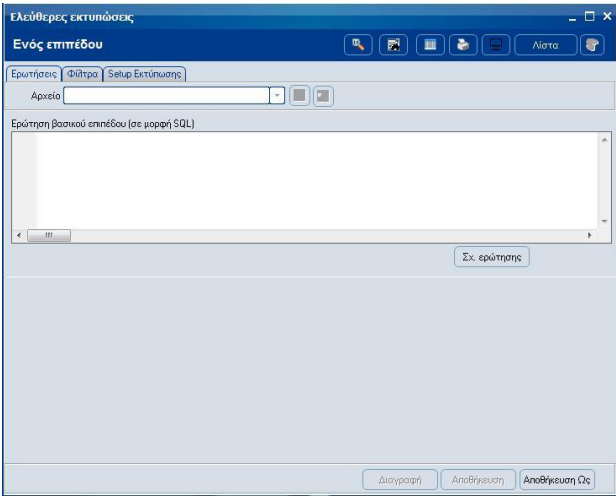 Ελεύθερες εκτυπώσεις
Ενός επιπέδου
Λίστα
Ερωτήσεις Φίλτρα Setup Εκτύπωσης
Αρχείο
Ερώτηση βασικού επιπέδου (σε μορφή SQL)
Σχ. ερώτησης
Διαγραφή Αποθήκευση Αποθήκευση Ως